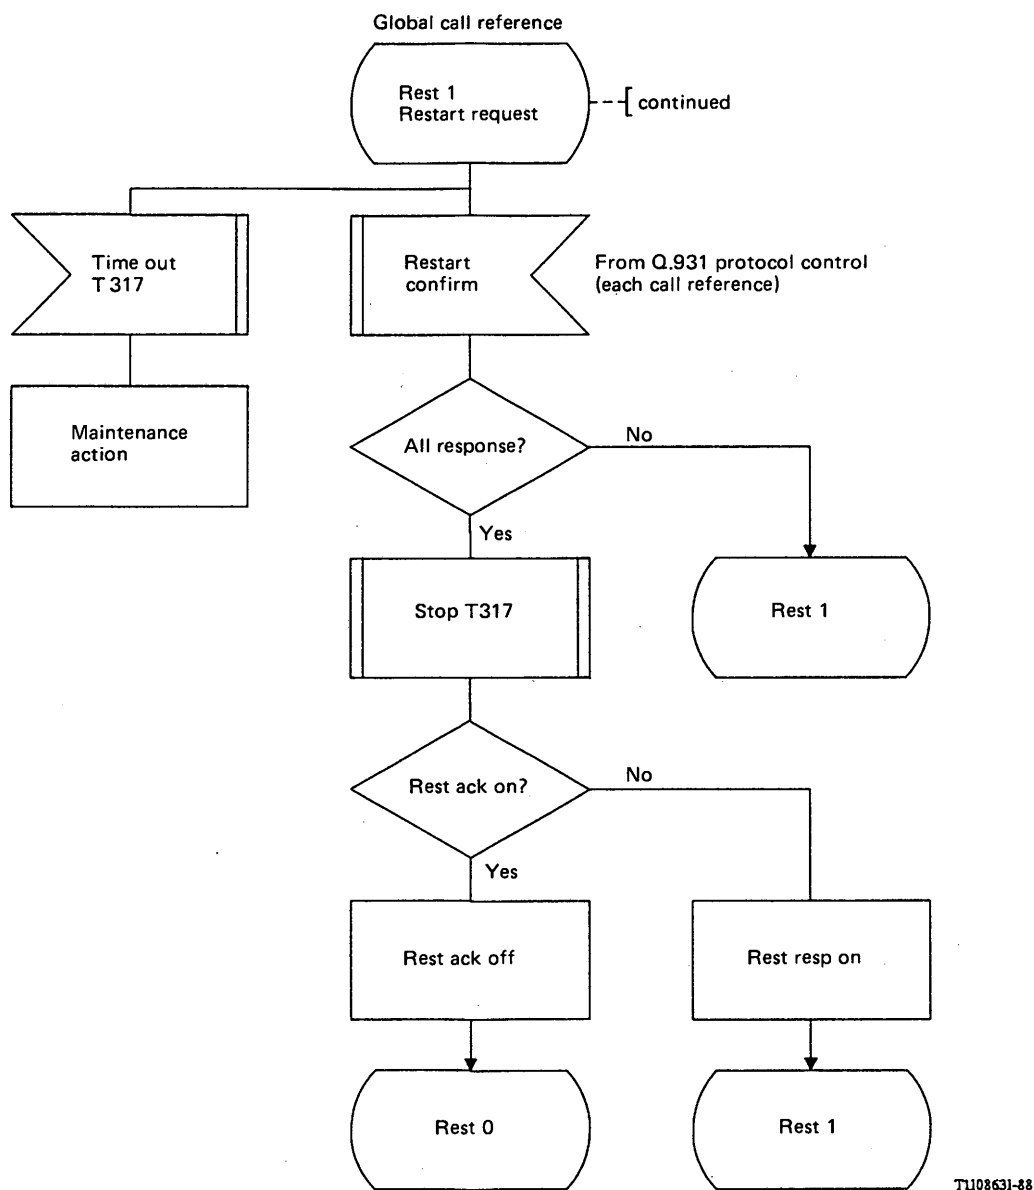 Global call reference
Rest 1
Restart request
continued
Time out
T317
Restart
confirm
From Q.931 protocol control
(each call reference)
Maintenance
action
All response?
No
Yes
Stop T317
Rest 1
Rest ack on?
No
Yes
Rest ack off
Rest resp on
Rest 0
Rest 1
T1108631-88